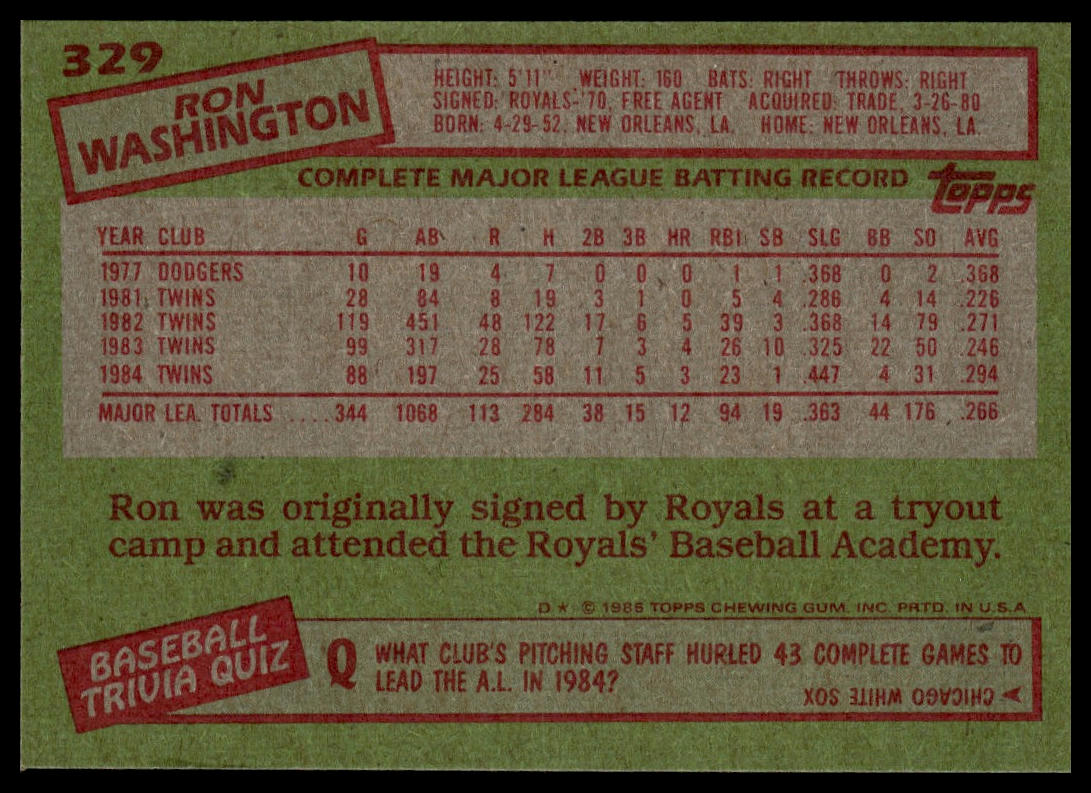 329
RON
WASHINGTON
HEIGHT: 5'11" WEIGHT: 160 BATS: RIGHT THROWS: RIGHT
SIGNED: ROYALS-'70, FREE AGENT ACQUIRED: TRADE, 3-26-80
BORN: 4-29-52, NEW ORLEANS, LA. HOME: NEW ORLEANS, LA.
COMPLETE MAJOR LEAGUE BATTING RECORD topps
YEAR CLUB G AB R H 2B 3B HR RBI SB SLG BB SO AVG
1977 DODGERS 10 19 4 7 0 0 0 1 1 .368 0 2 .368
1981 TWINS 28 84 8 19 3 1 0 5 4 .286 4 14 .226
1982 TWINS 119 451 48 122 17 6 5 39 3 .368 14 79 .271
1983 TWINS 99 317 28 78 7 3 4 26 10 .325 22 50 .246
1984 TWINS 88 197 25 58 11 5 3 23 1 .447 4 31 .294
MAJOR LEA. TOTALS ....344 1068 113 284 38 15 12 94 19 .363 44 176 .266
Ron was originally signed by Royals at a tryout
camp and attended the Royals' Baseball Academy.
D ★ © 1985 TOPPS CHEWING GUM, INC. PRTD. IN U.S.A
BASEBALL
TRIVIA QUIZ
Q WHAT CLUB'S PITCHING STAFF HURLED 43 COMPLETE GAMES TO
LEAD THE A.L. IN 1984?
CHICAGO WHITE SOX